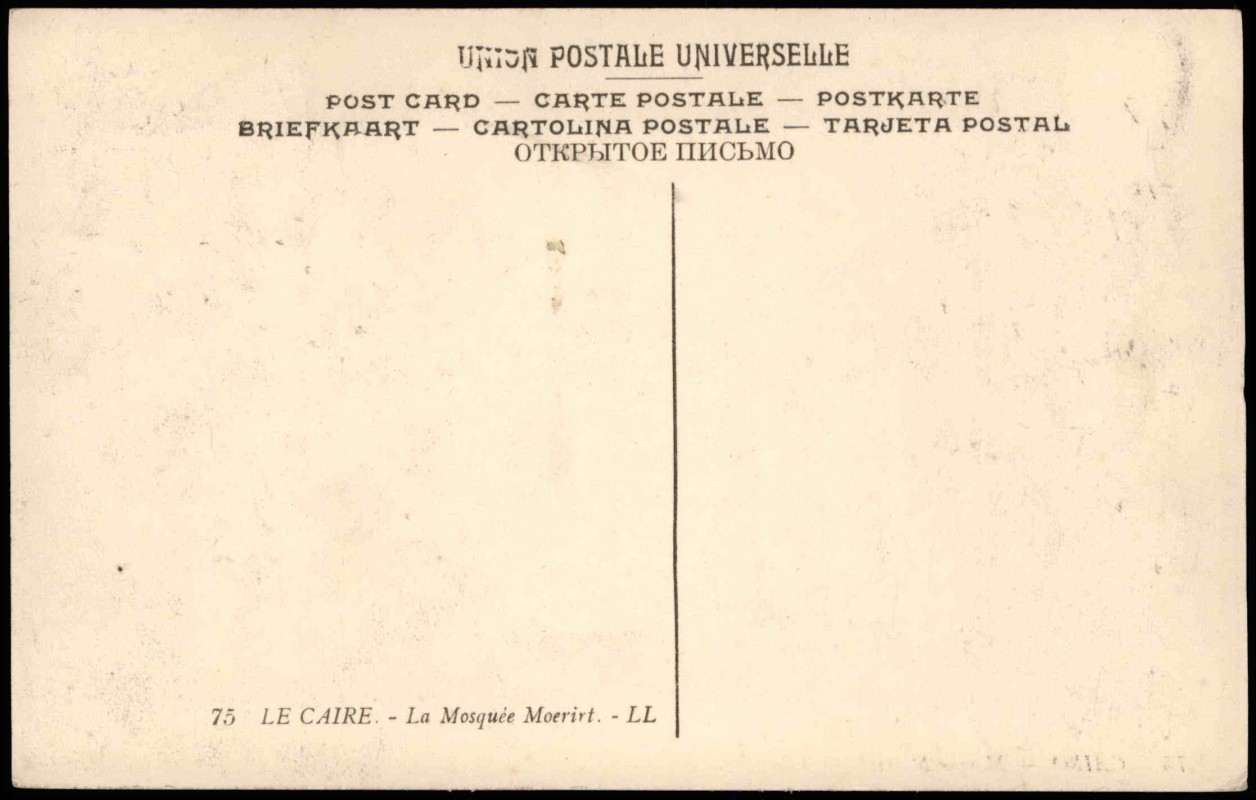 UNION POSTALE UNIVERSELLE
POST CARD — CARTE POSTALE — POSTKARTE
BRIEFKAART — CARTOLINA POSTALE — TARJETA POSTAL
ОТКРЫТОЕ ПИСЬМО
75 LE CAIRE. - La Mosquée Moerirt. - LL